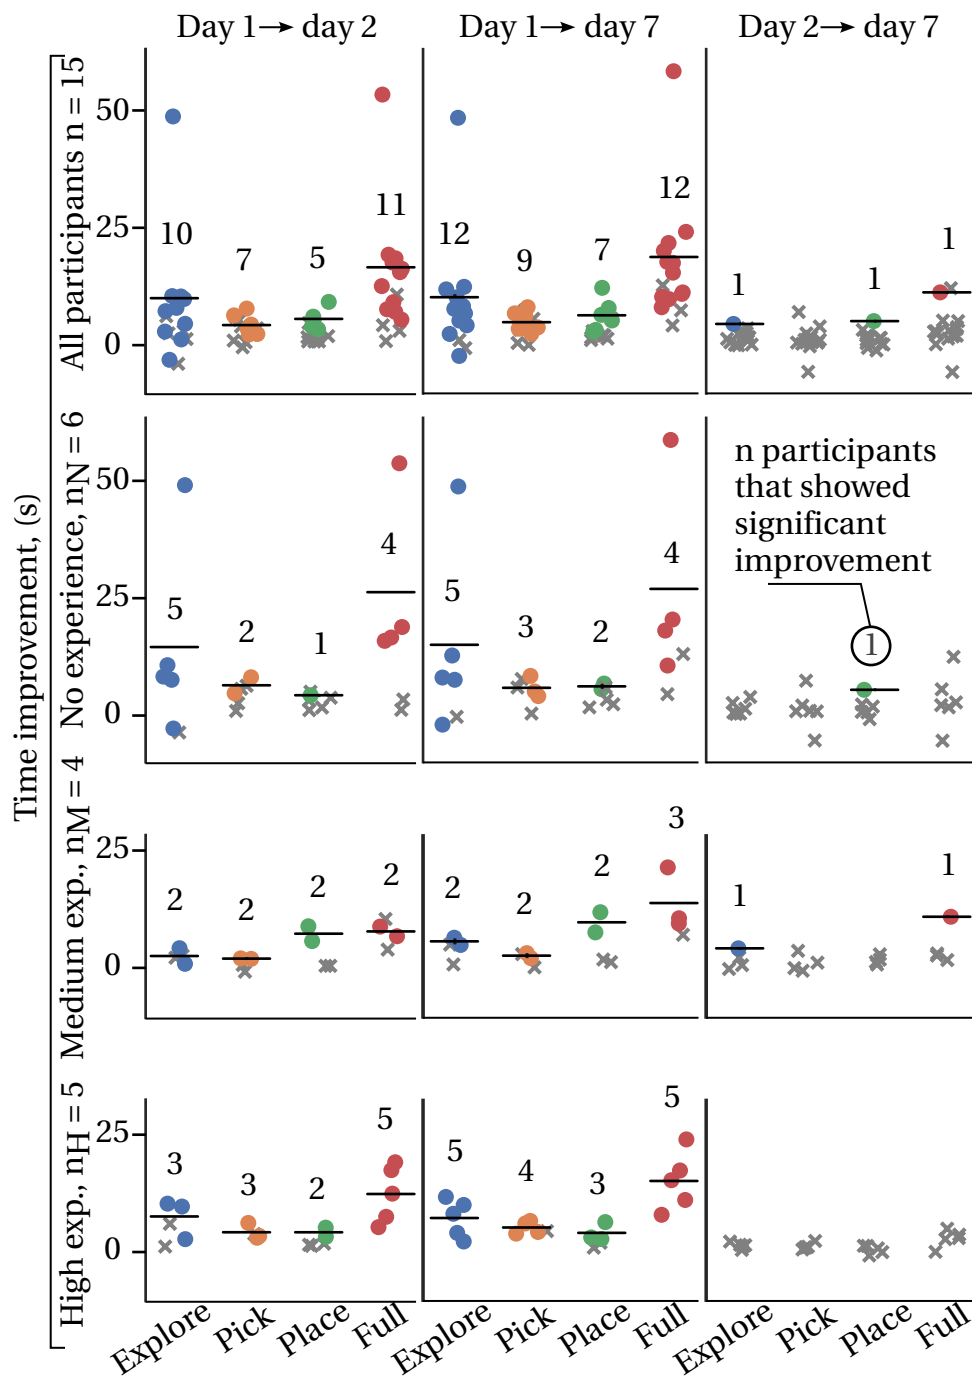 Day 1→ day 2
Day 1→ day 7
Day 2→ day 7
Time improvement, (s)
All participants n = 15
50
25
0
10
7
5
11
12
9
7
12
1
1
1
No experience, nN = 6
50
25
0
5
2
1
4
5
3
2
4
n participants
that showed
significant
improvement
1
Medium exp., nM = 4
25
0
2
2
2
2
2
2
2
3
1
1
High exp., nH = 5
25
0
3
3
2
5
5
4
3
5
Explore
Pick
Place
Full
Explore
Pick
Place
Full
Explore
Pick
Place
Full